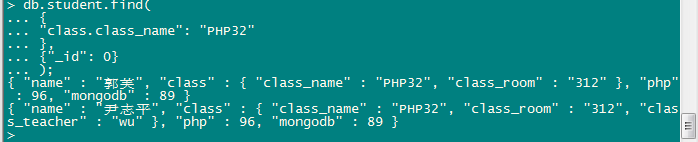 > db.student.find(
... {
... "class.class_name": "PHP32"
... },
... {"_id": 0}
... );
{ "name" : "郭芙", "class" : { "class_name" : "PHP32", "class_room" : "312" }, "php"
: 96, "mongodb" : 89 }
{ "name" : "尹志平", "class" : { "class_name" : "PHP32", "class_room" : "312", "clas
s_teacher" : "wu" }, "php" : 96, "mongodb" : 89 }
>